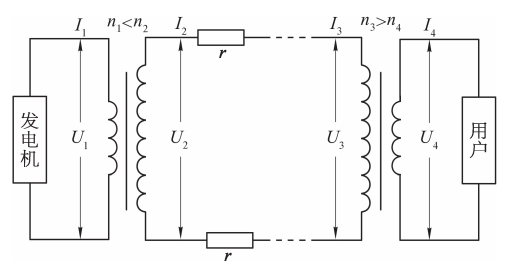 I₁ n₁<n₂ I₂ I₃ n₃>n₄ I₄
r
发电机 U₁ U₂ U₃ U₄ 用户
r